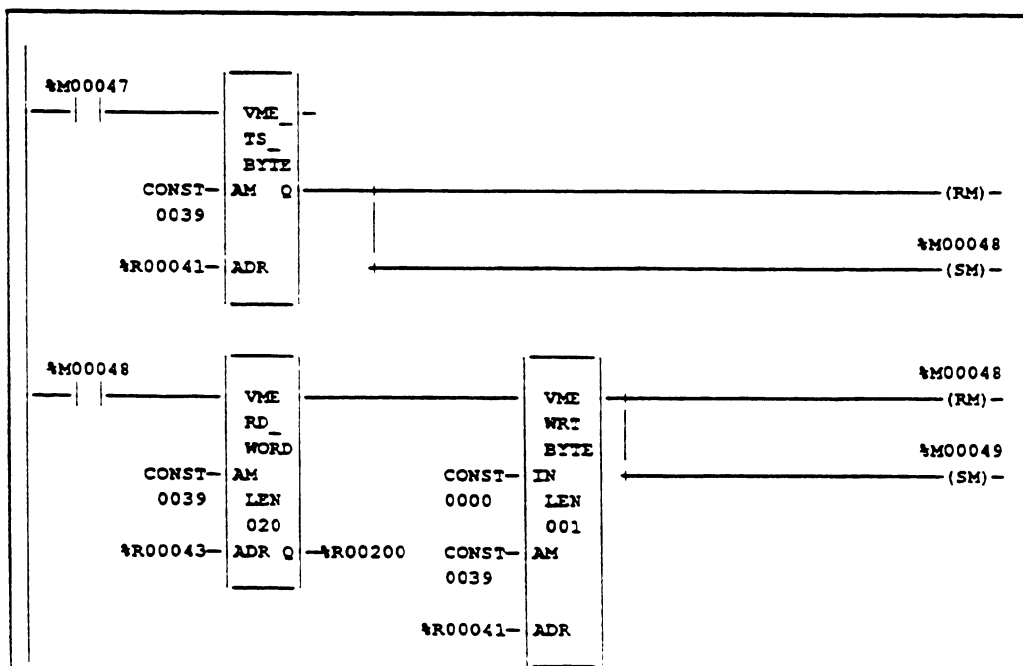 %M00047
VME_
TS_
BYTE
CONST AM Q (RM)
0039
%M00048
%R00041 ADR (SM)
%M00048 %M00048
VME VME (RM)
RD_ WRT
WORD BYTE %M00049
CONST AM CONST IN (SM)
0039 LEN 0000 LEN
020 001
%R00043 ADR Q %R00200 CONST AM
0039
%R00041 ADR